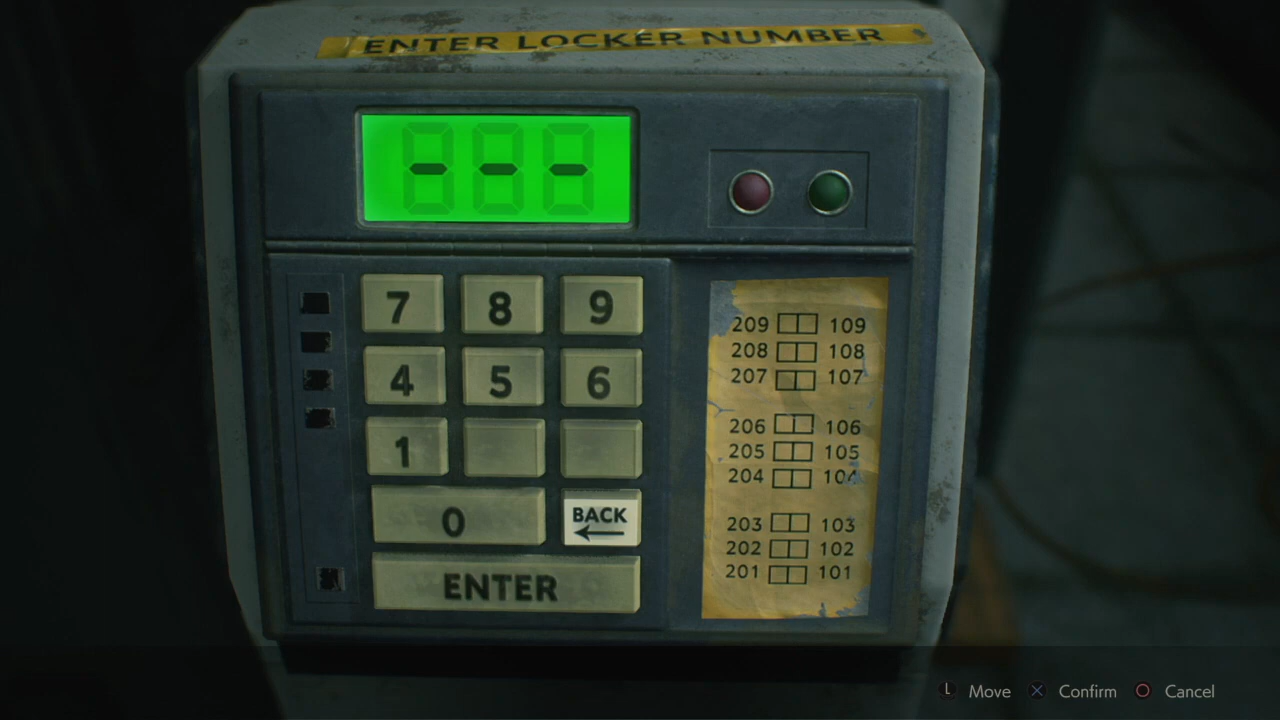 ENTER LOCKER NUMBER
- - -
7 8 9
4 5 6
1
0 BACK
ENTER
209 109
208 108
207 107
206 106
205 105
204 104
203 103
202 102
201 101
L Move Confirm Cancel